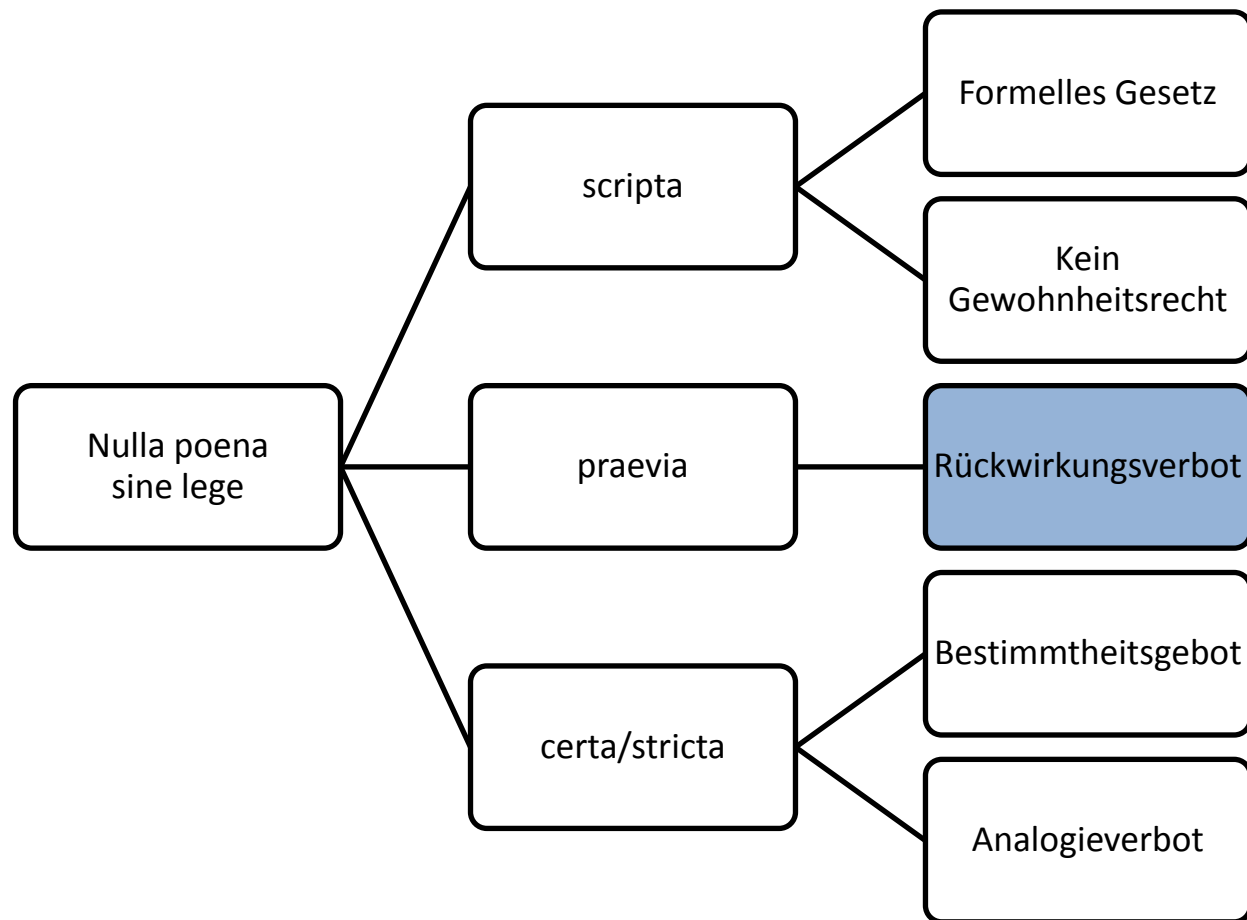 Nulla poena
sine lege
scripta
praevia
certa/stricta
Formelles Gesetz
Kein
Gewohnheitsrecht
Rückwirkungsverbot
Bestimmtheitsgebot
Analogieverbot